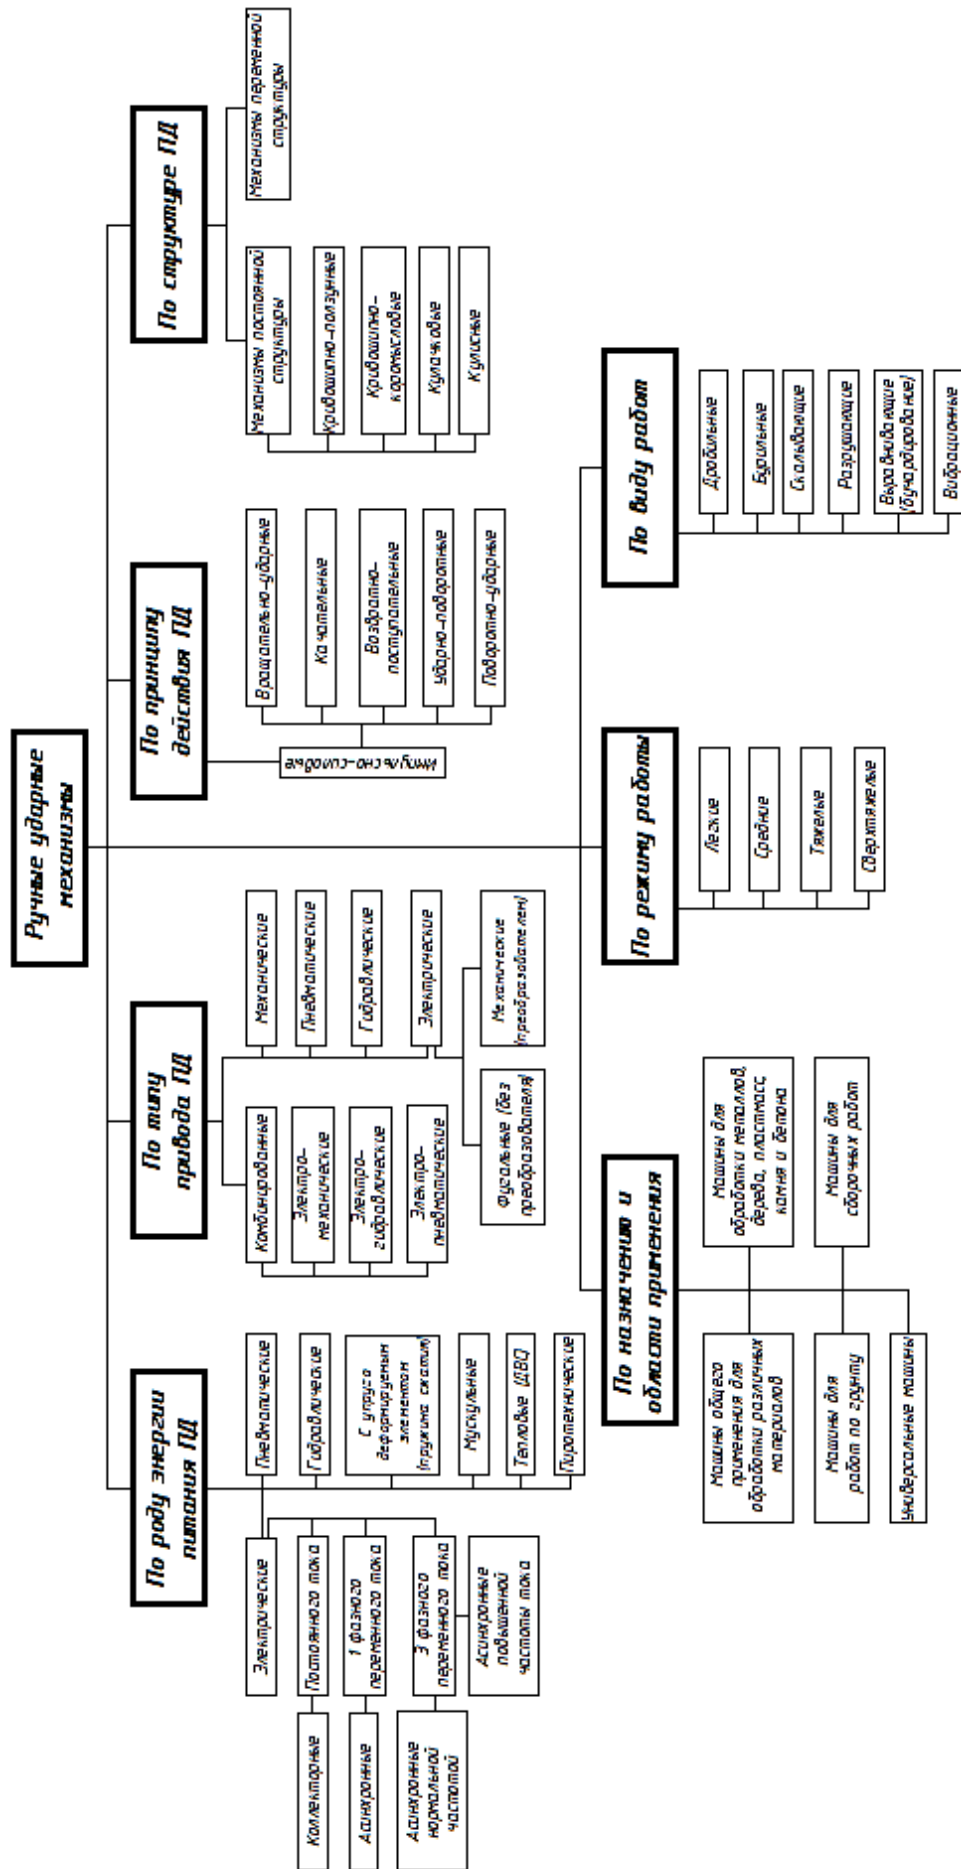 Ручные ударные
механизмы
По роду энергии
питания ПД
Электрические
Пневматические
Постоянного тока
Гидравлические
Коллекторные
1 фазного
переменного тока
С упруго
деформируемым
элементом
(пружина сжатия)
Асинхронные
3 фазного
переменного тока
Мускульные
Асинхронные
нормальной
частотой
Асинхронные
повышенной
частоты тока
Тепловые (ДВС)
Пиротехнические
По типу
привода ПД
Комбинированные
Механические
Электро-
механические
Пневматические
Электро-
гидравлические
Гидравлические
Электро-
пневматические
Электрические
Фугальные (без
преобразователя)
Механические
(преобразователем)
По принципу
действия ПД
Импульсно-силовые
Вращательно-ударные
Качательные
Возвратно-
поступательные
Ударно-поворотные
Поворотно-ударные
По структуре ПД
Механизмы постоянной
структуры
Механизмы переменной
структуры
Кривошипно-ползунные
Кривошипно-
коромысловые
Кулачковые
Кулисные
По назначению и
области применения
Машины общего
применения для
обработки различных
материалов
Машины для
обработки металлов,
дерева, пластмасс,
камня и бетона
Машины для
работ по грунту
Машины для
сборочных работ
Универсальные машины
По режиму работы
Легкие
Средние
Тяжелые
Сверхтяжелые
По виду работ
Дробильные
Бурильные
Скалывающие
Разрушающие
Выравнивающие
(бучардирование)
Вибрационные